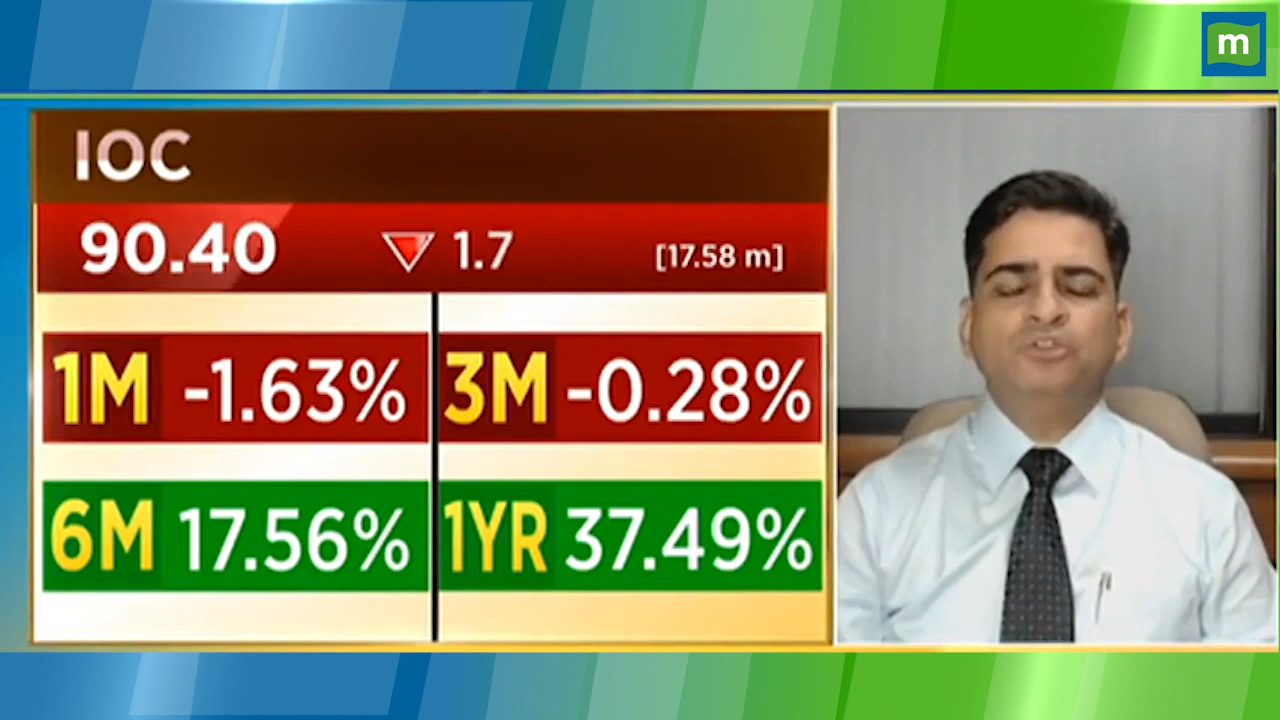 m
IOC
90.40 ▼ 1.7 [17.58 m]
1M -1.63% 3M -0.28%
6M 17.56% 1YR 37.49%